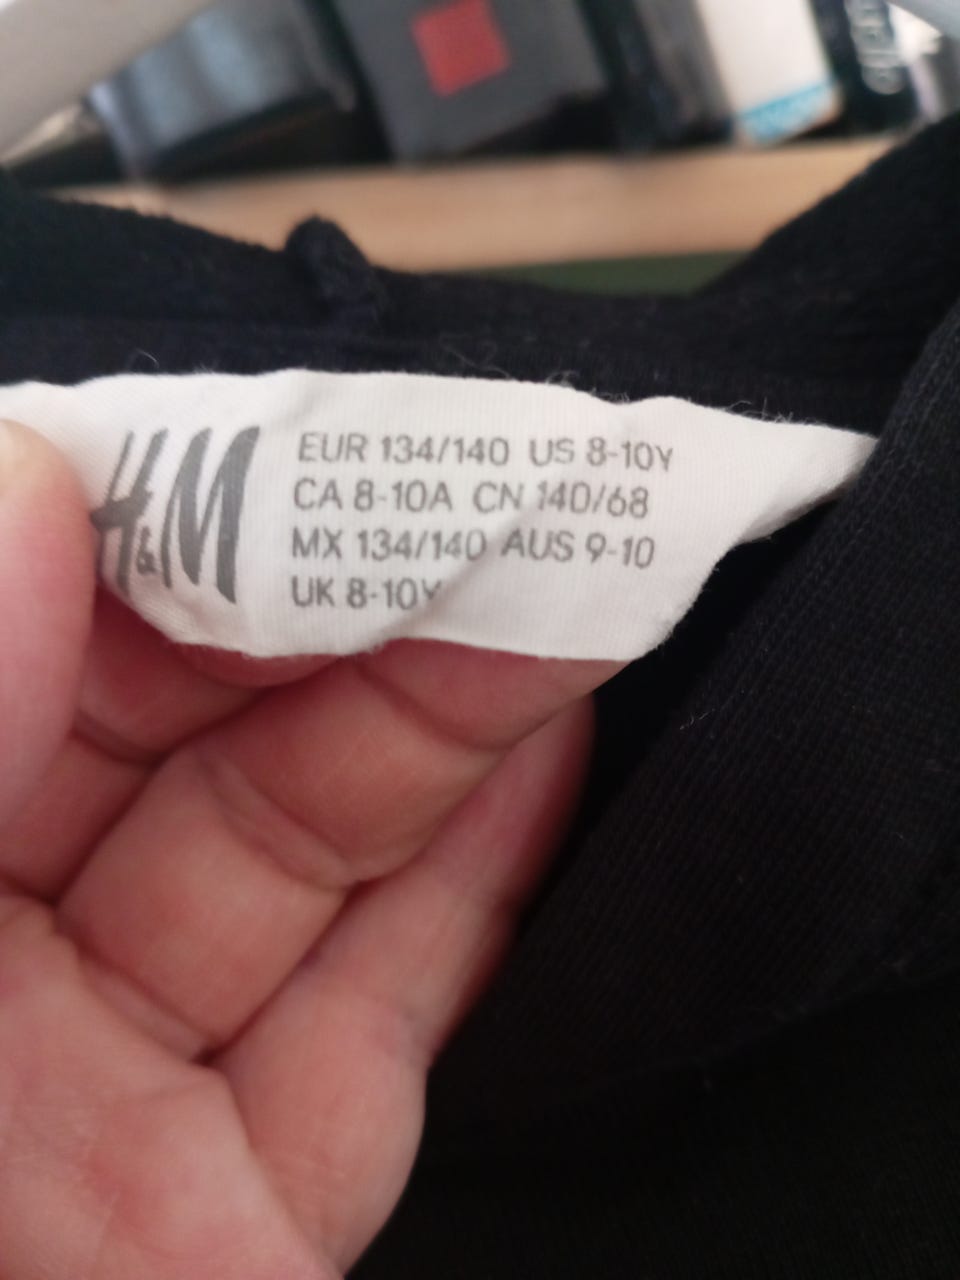 H&M
EUR 134/140 US 8-10Y
CA 8-10A CN 140/68
MX 134/140 AUS 9-10
UK 8-10Y